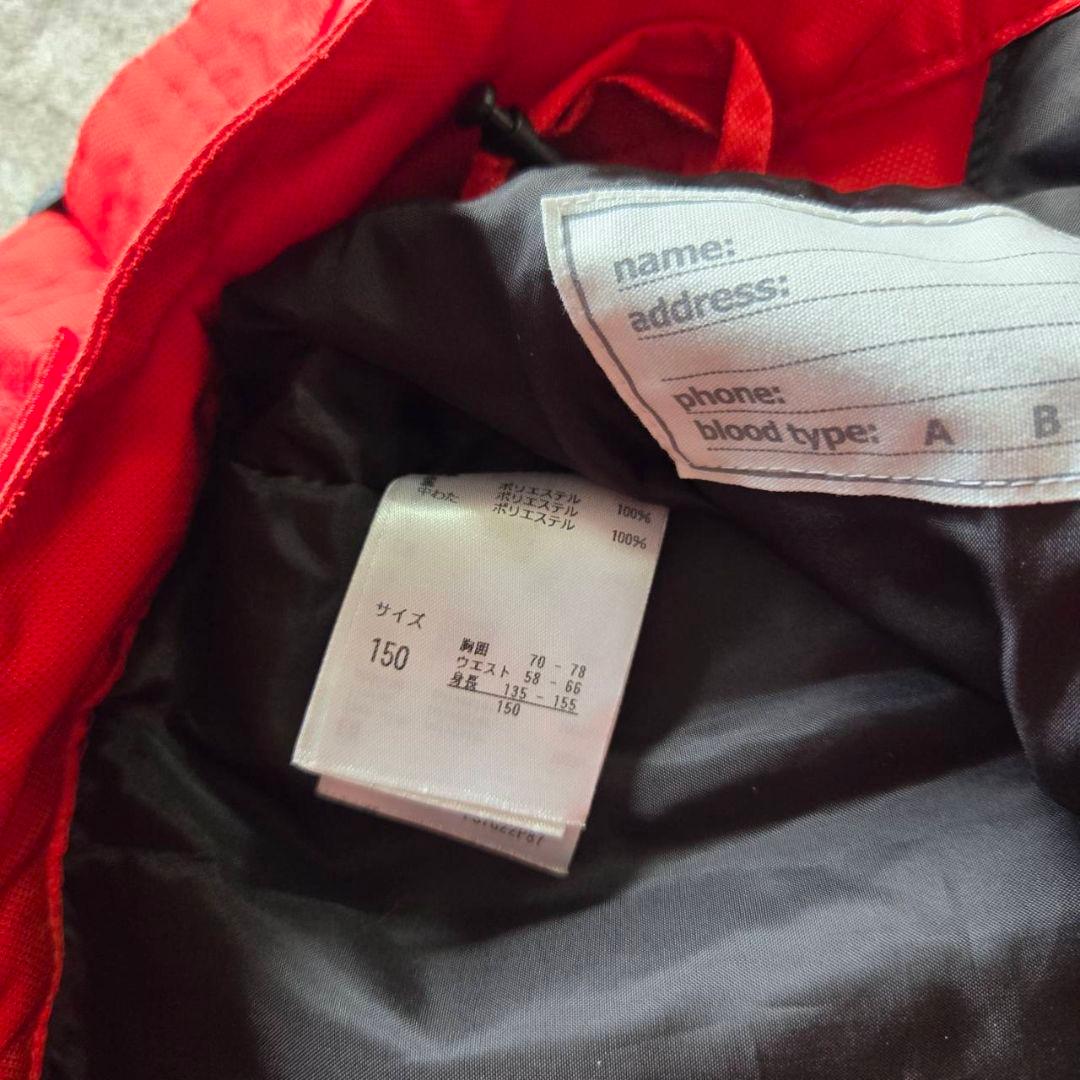 name:
address:
phone:
blood type: A B
ポリエステル
中わた ポリエステル 100%
ポリエステル
100%
サイズ
150
胸囲 70 - 78
ウエスト 58 - 66
身長 135 - 155
150